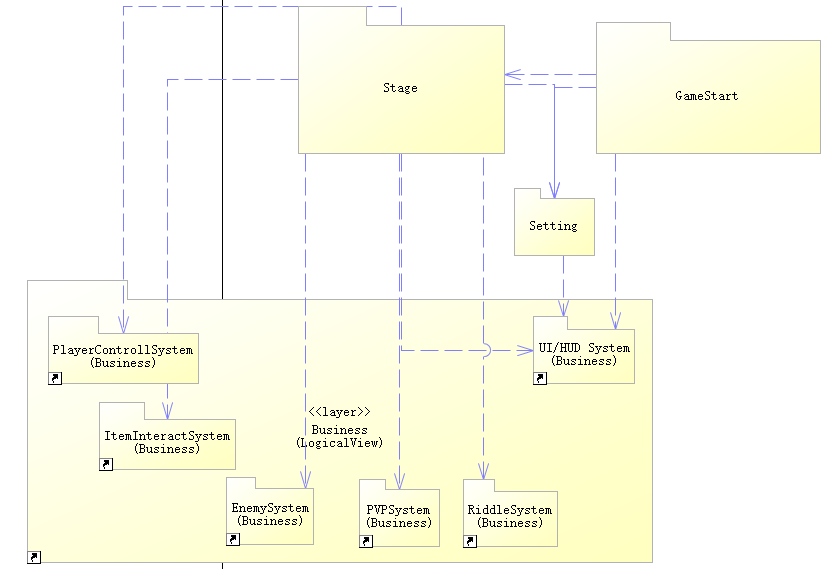 Stage
GameStart
Setting
PlayerControllSystem
(Business)
UI/HUD System
(Business)
<<layer>>
Business
(LogicalView)
ItemInteractSystem
(Business)
EnemySystem
(Business)
PVPSystem
(Business)
RiddleSystem
(Business)